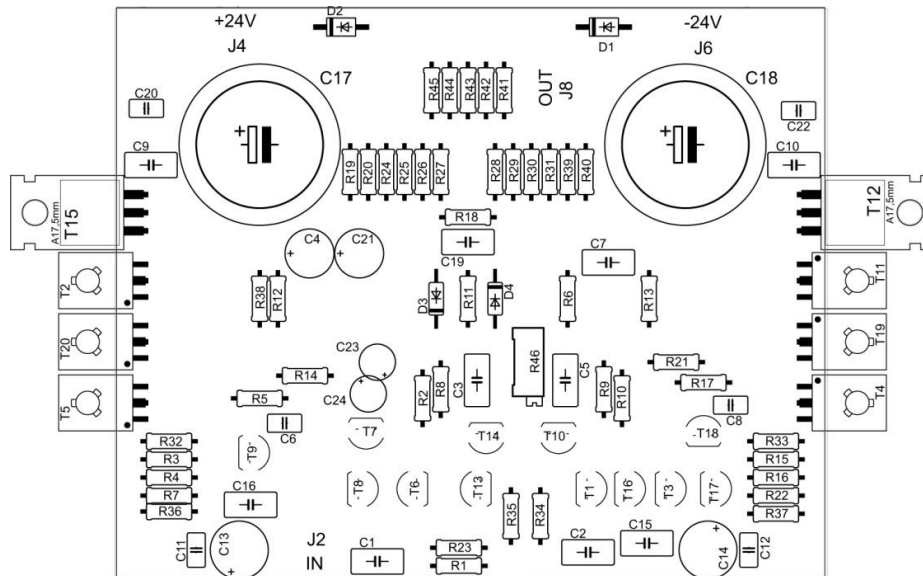 +24V
D2
-24V
J4
D1
J6
C17
C18
R45
R44
R43
R42
R41
OUT
J8
C20
C22
C9
C10
R19
R20
R24
R25
R26
R27
R28
R29
R30
R31
R39
R40
T15
A17,5mm
T12
A17,5mm
R18
C4
C21
C19
C7
T2
T11
R38
R12
D3
R11
D4
R6
R13
T20
T19
C23
R46
R14
R21
C24
R2
R8
C3
C5
R9
R10
R17
T5
T4
R5
C6
C8
T7
T14
T10
T18
R32
R3
R4
R7
R36
T9
R33
R15
R16
R22
R37
T8
T6
T13
T1
T16
T3
T17
C16
R35
R34
C11
C13
J2
IN
C1
R23
R1
C2
C15
C14
C12